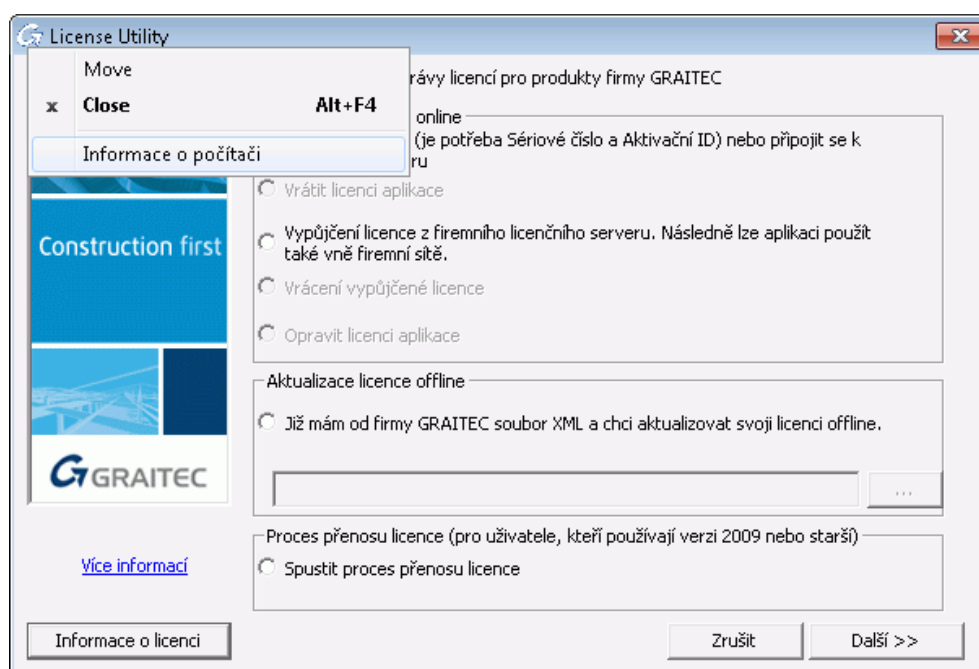 License Utility
Move
x Close Alt+F4
Informace o počítači
rávy licencí pro produkty firmy GRAITEC
online
(je potřeba Sériové číslo a Aktivační ID) nebo připojit se k
ru
Vrátit licenci aplikace
Vypůjčení licence z firemního licenčního serveru. Následně lze aplikaci použít
také vně firemní sítě.
Vrácení vypůjčené licence
Opravit licenci aplikace
Construction first
GRAITEC
Aktualizace licence offline
Již mám od firmy GRAITEC soubor XML a chci aktualizovat svoji licenci offline.
...
Proces přenosu licence (pro uživatele, kteří používají verzi 2009 nebo starší)
Spustit proces přenosu licence
Více informací
Informace o licenci
Zrušit
Další >>